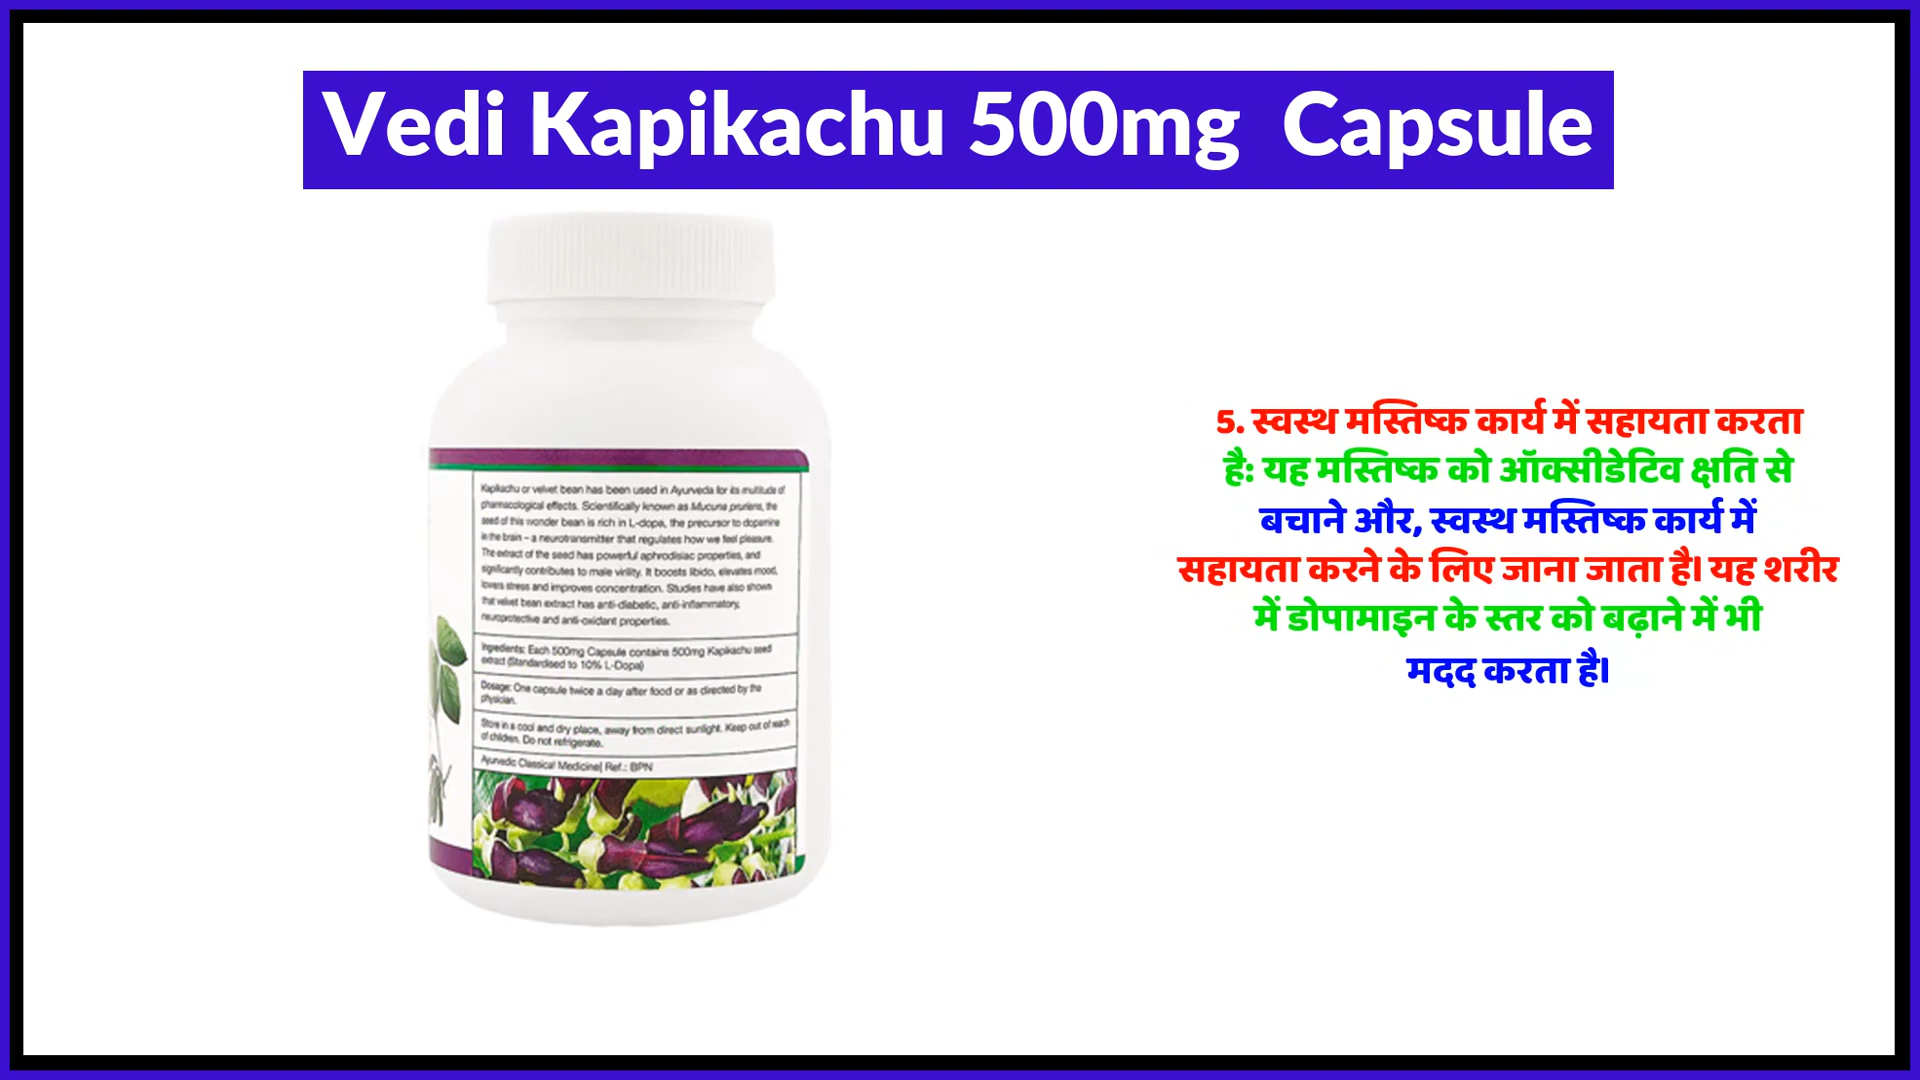 Vedi Kapikachu 500mg Capsule
Kapikachu or velvet bean has been used in Ayurveda for its multitude of
pharmacological effects. Scientifically known as Mucuna pruriens, the
seed of this wonder bean is rich in L-dopa, the precursor to dopamine
in the brain – a neurotransmitter that regulates how we feel pleasure.
The extract of the seed has powerful aphrodisiac properties, and
significantly contributes to male virility. It boosts libido, elevates mood,
lowers stress and improves concentration. Studies have also shown
that velvet bean extract has anti-diabetic, anti-inflammatory,
neuroprotective and anti-oxidant properties.
Ingredients: Each 500mg Capsule contains 500mg Kapikachu seed
extract (Standardised to 10% L-Dopa)
Dosage: One capsule twice a day after food or as directed by the
physician.
Store in a cool and dry place, away from direct sunlight. Keep out of reach
of children. Do not refrigerate.
Ayurvedic Classical Medicine| Ref.: BPN
5. स्वस्थ मस्तिष्क कार्य में सहायता करता
है: यह मस्तिष्क को ऑक्सीडेटिव क्षति से
बचाने और, स्वस्थ मस्तिष्क कार्य में
सहायता करने के लिए जाना जाता है। यह शरीर
में डोपामाइन के स्तर को बढ़ाने में भी
मदद करता है।